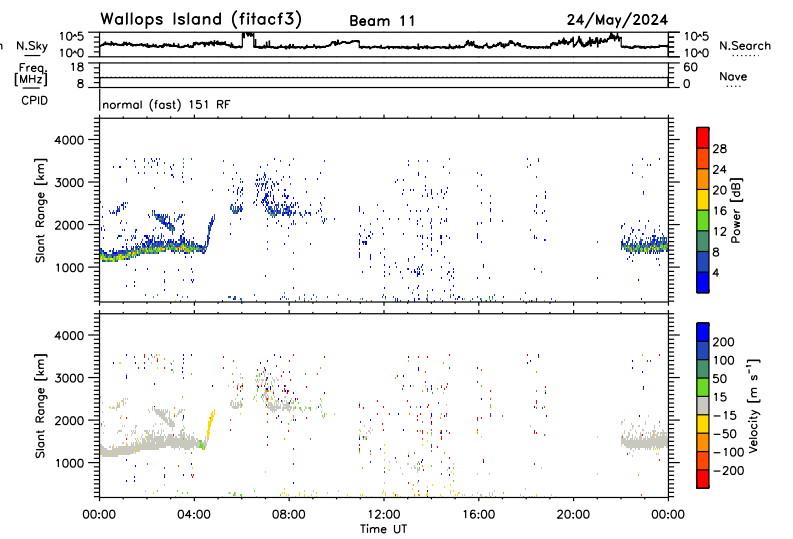 Wallops Island (fitacf3) Beam 11 24/May/2024
N.Sky 10^5 10^0 10^5 10^0 N.Search
Freq. [MHz] 18 8 60 0 Nave
CPID normal (fast) 151 RF
Slant Range [km]
4000
3000
2000
1000
Power [dB]
28
24
20
16
12
8
4
Slant Range [km]
4000
3000
2000
1000
Velocity [m s⁻¹]
200
100
50
15
−15
−50
−100
−200
00:00 04:00 08:00 12:00 16:00 20:00 00:00
Time UT